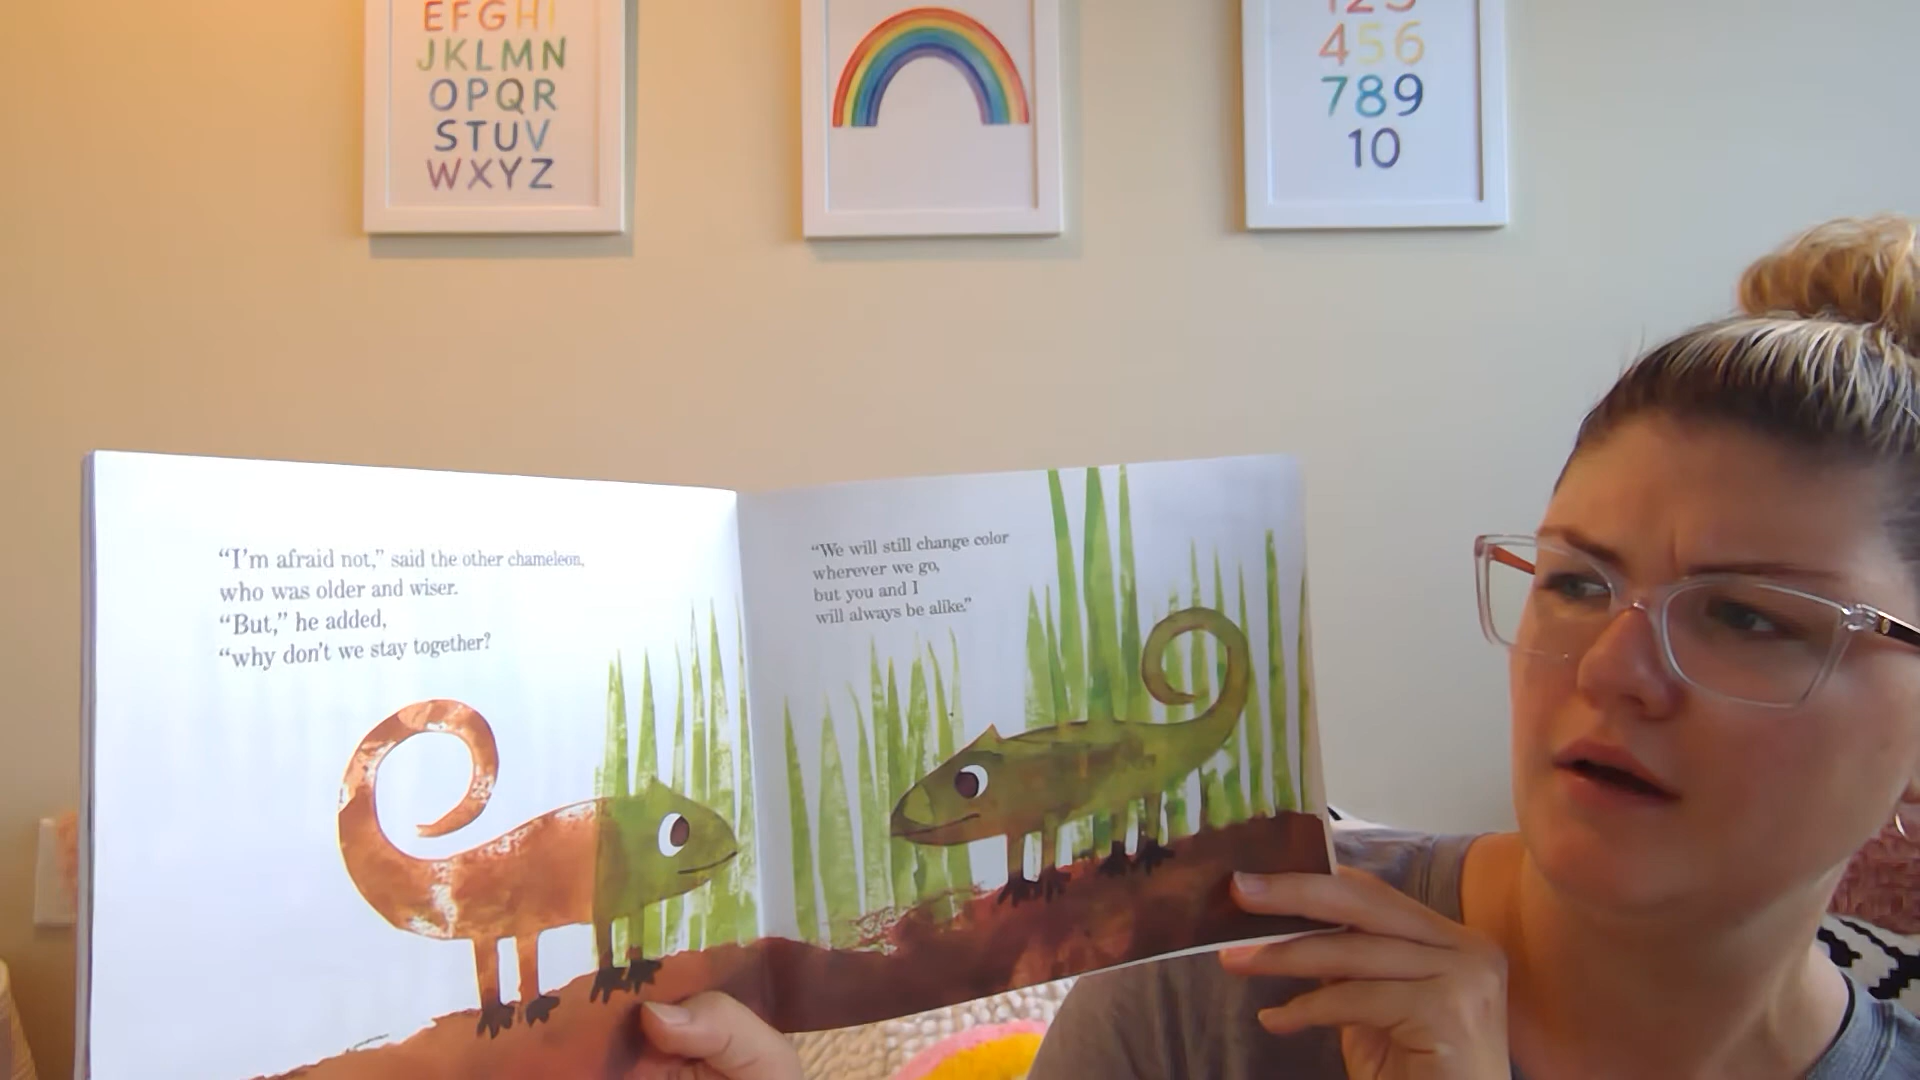 EFGHI
JKLMN
OPQR
STUV
WXYZ
123
456
789
10
“I’m afraid not,” said the other chameleon,
who was older and wiser.
“But,” he added,
“why don’t we stay together?
“We will still change color
wherever we go,
but you and I
will always be alike.”